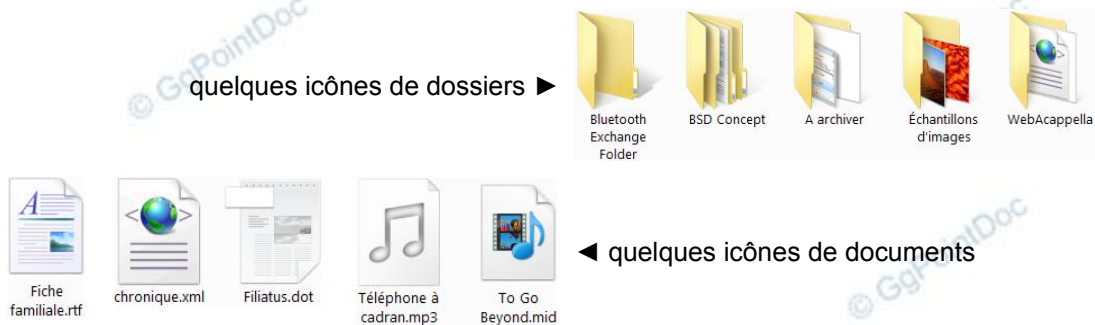 © GgPointDoc
quelques icônes de dossiers ►
Bluetooth
Exchange
Folder
BSD Concept
A archiver
Échantillons
d'images
WebAcappella
Fiche
familiale.rtf
chronique.xml
Filiatus.dot
Téléphone à
cadran.mp3
To Go
Beyond.mid
◄ quelques icônes de documents
© GgPointDoc